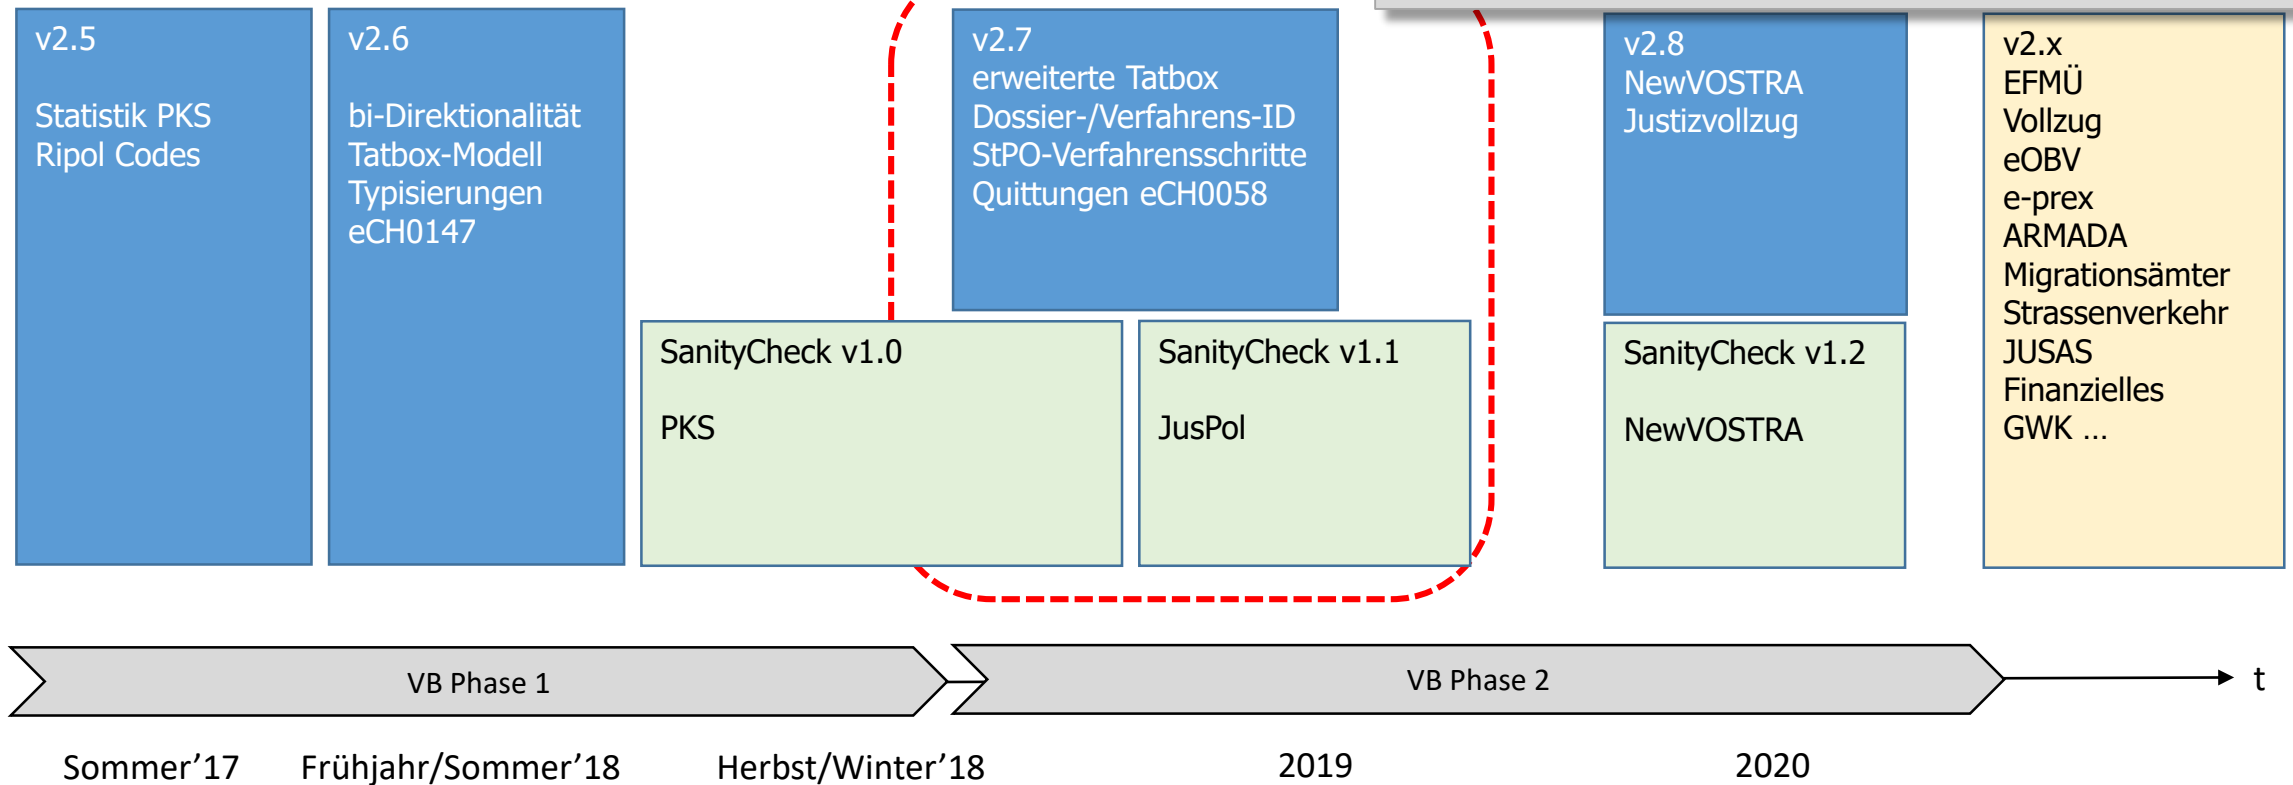 v2.5
Statistik PKS
Ripol Codes
v2.6
bi-Direktionalität
Tatbox-Modell
Typisierungen
eCH0147
v2.7
erweiterte Tatbox
Dossier-/Verfahrens-ID
StPO-Verfahrensschritte
Quittungen eCH0058
v2.8
NewVOSTRA
Justizvollzug
v2.x
EFMÜ
Vollzug
eOBV
e-prex
ARMADA
Migrationsämter
Strassenverkehr
JUSAS
Finanzielles
GWK ...
SanityCheck v1.0
PKS
SanityCheck v1.1
JusPol
SanityCheck v1.2
NewVOSTRA
VB Phase 1
VB Phase 2
t
Sommer’17
Frühjahr/Sommer’18
Herbst/Winter’18
2019
2020